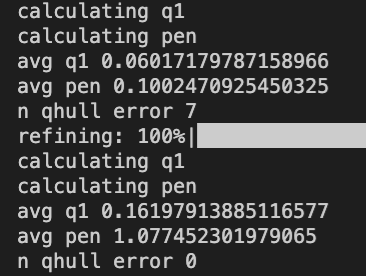 calculating q1
calculating pen
avg q1 0.06017179787158966
avg pen 0.1002470925450325
n qhull error 7
refining: 100%|
calculating q1
calculating pen
avg q1 0.16197913885116577
avg pen 1.077452301979065
n qhull error 0